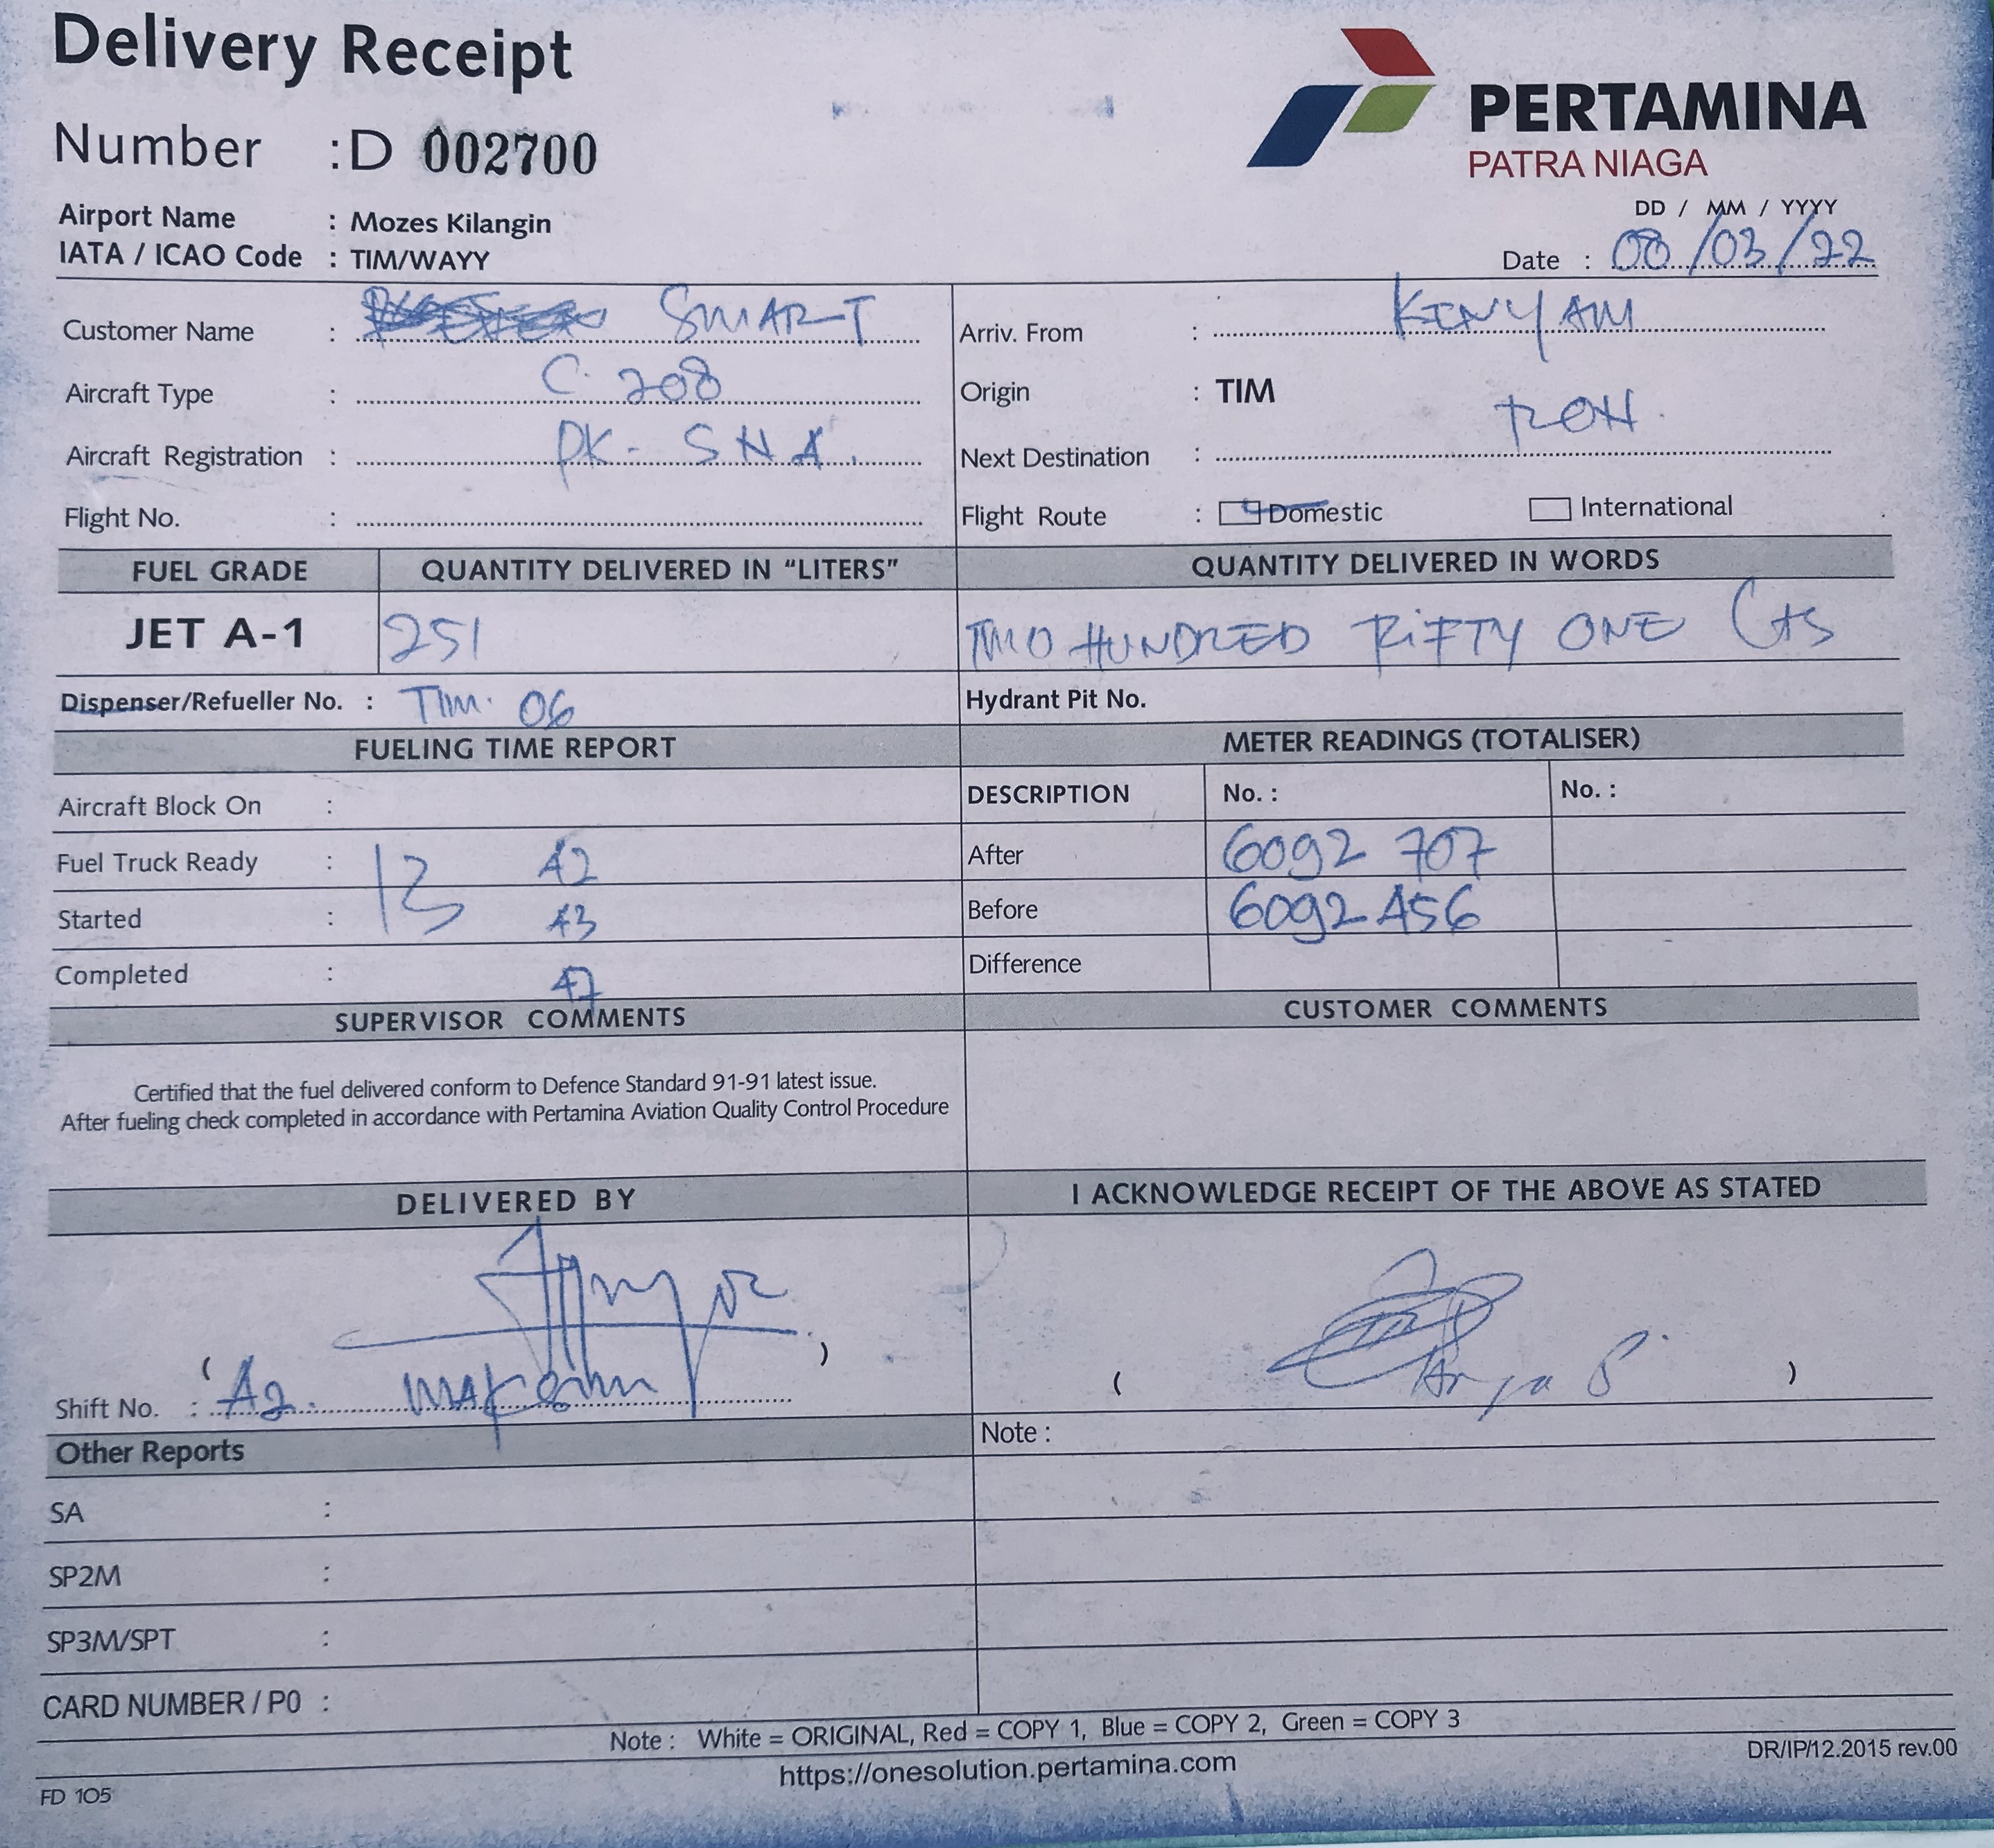 Delivery Receipt
Number : D 002700
PERTAMINA
PATRA NIAGA
Airport Name : Mozes Kilangin
IATA / ICAO Code : TIM/WAYY
DD / MM / YYYY
Date : 08/03/22
Customer Name : SMART
Aircraft Type : C. 208
Aircraft Registration : PK - SNA.
Flight No. :
Arriv. From : KENYAM
Origin : TIM
Next Destination :
Flight Route : Domestic International
FUEL GRADE QUANTITY DELIVERED IN “LITERS” QUANTITY DELIVERED IN WORDS
JET A-1 251 TWO HUNDRED FIFTY ONE Lts
Dispenser/Refueller No. : TIM. 06 Hydrant Pit No.
FUELING TIME REPORT
Aircraft Block On :
Fuel Truck Ready : 13 42
Started : 43
Completed : 47
METER READINGS (TOTALISER)
DESCRIPTION No. : No. :
After 6092 707
Before 6092 456
Difference
SUPERVISOR COMMENTS
Certified that the fuel delivered conform to Defence Standard 91-91 latest issue.
After fueling check completed in accordance with Pertamina Aviation Quality Control Procedure
CUSTOMER COMMENTS
DELIVERED BY
( )
Shift No. : A2.
I ACKNOWLEDGE RECEIPT OF THE ABOVE AS STATED
( )
Note :
Other Reports
SA :
SP2M :
SP3M/SPT :
CARD NUMBER / P0 :
Note : White = ORIGINAL, Red = COPY 1, Blue = COPY 2, Green = COPY 3
https://onesolution.pertamina.com
DR/IP/12.2015 rev.00
FD 105